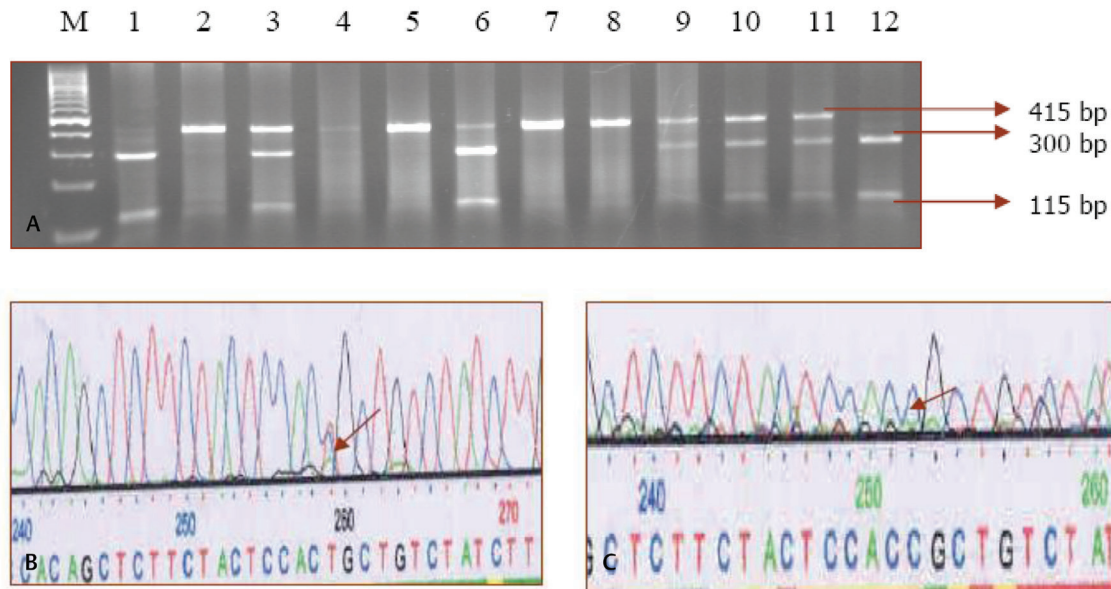 M 1 2 3 4 5 6 7 8 9 10 11 12
415 bp
300 bp
115 bp
A
240 250 260 270
CACAGCTCTTCTACTCCACTGCTGTCTATCTT
B
240 250 260
GCTCTTCTACTCCACCGCTGTCTAT
C